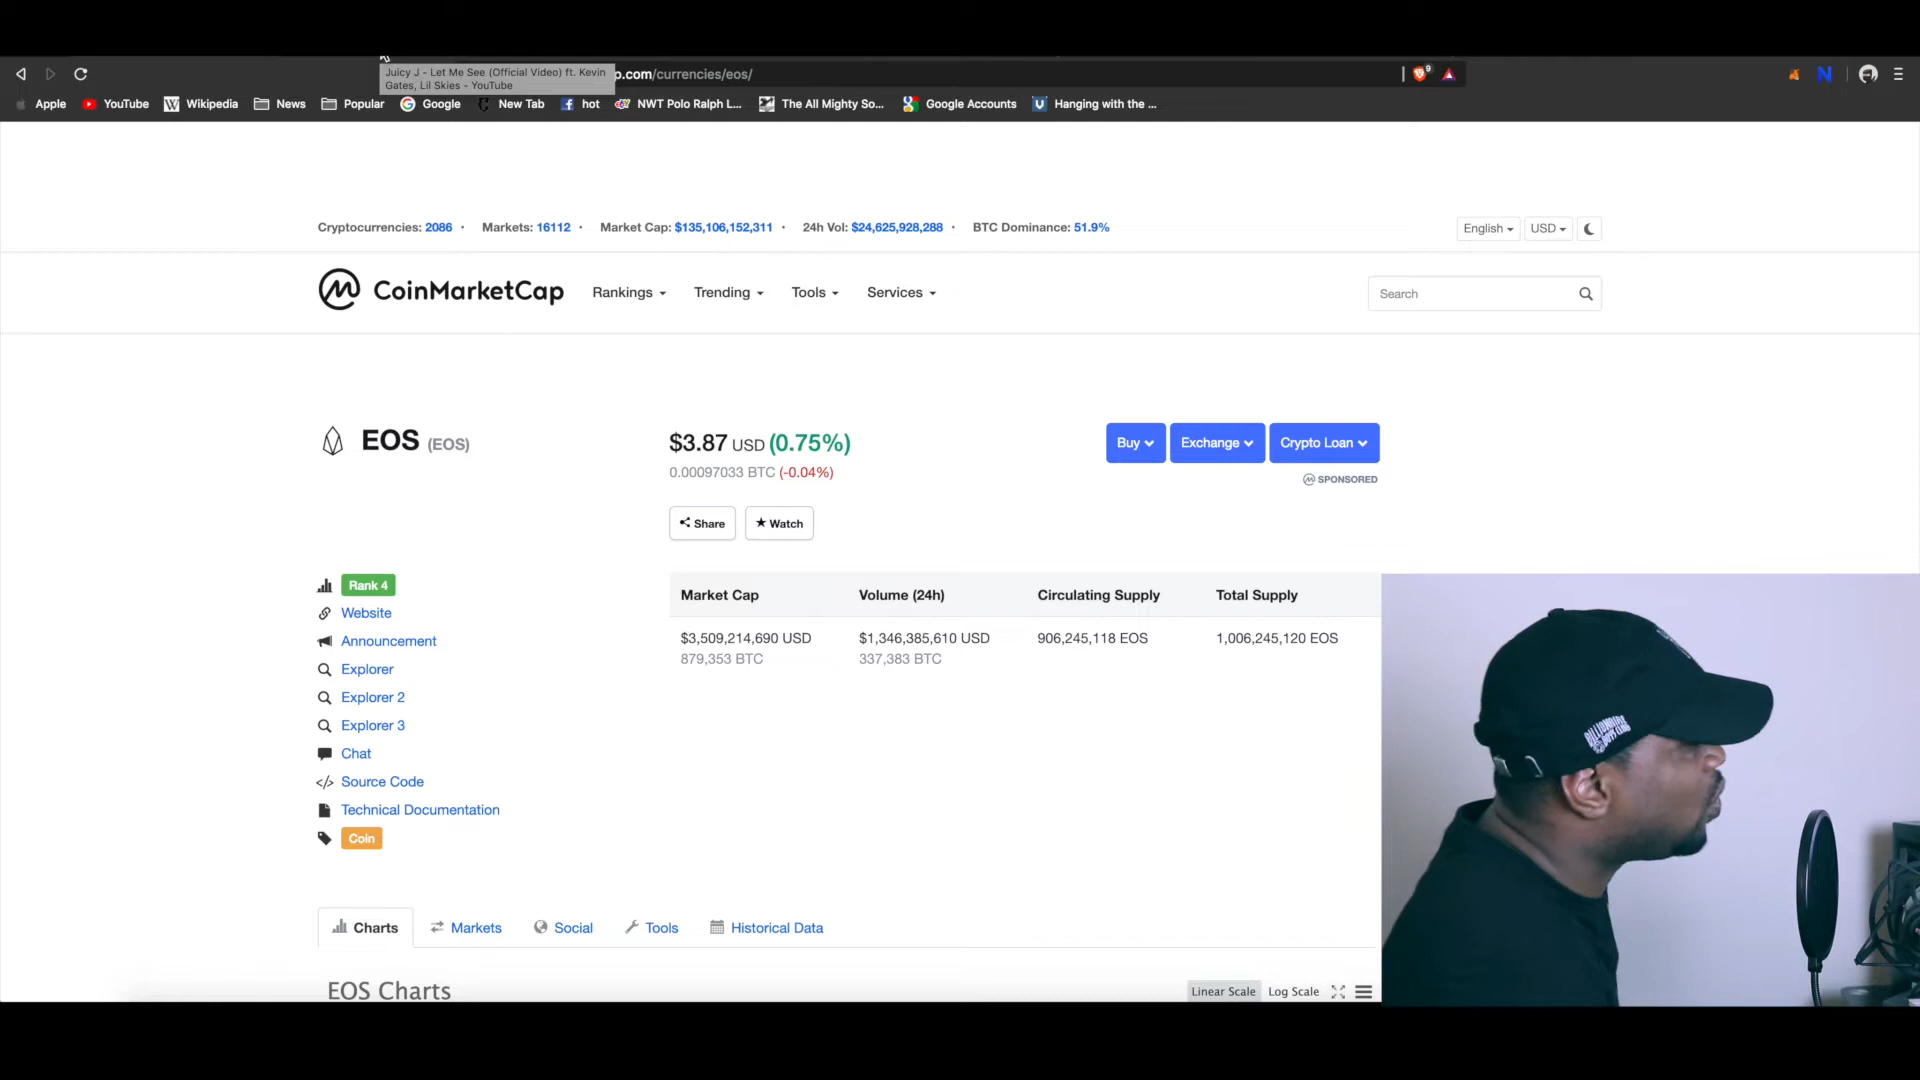 Juicy J - Let Me See (Official Video) ft. Kevin
Gates, Lil Skies - YouTube
p.com/currencies/eos/
9
Apple YouTube Wikipedia News Popular Google New Tab hot NWT Polo Ralph L... The All Mighty So... Google Accounts Hanging with the ...
Cryptocurrencies: 2086 • Markets: 16112 • Market Cap: $135,106,152,311 • 24h Vol: $24,625,928,288 • BTC Dominance: 51.9%
English USD
CoinMarketCap Rankings Trending Tools Services Search
EOS (EOS) $3.87 USD (0.75%) Buy Exchange Crypto Loan
0.00097033 BTC (-0.04%)
SPONSORED
Share Watch
Rank 4
Website
Announcement
Explorer
Explorer 2
Explorer 3
Chat
Source Code
Technical Documentation
Coin
Market Cap Volume (24h) Circulating Supply Total Supply
$3,509,214,690 USD $1,346,385,610 USD 906,245,118 EOS 1,006,245,120 EOS
879,353 BTC 337,383 BTC
BILLIONAIRE
BOYS CLUB
Charts Markets Social Tools Historical Data
EOS Charts Linear Scale Log Scale